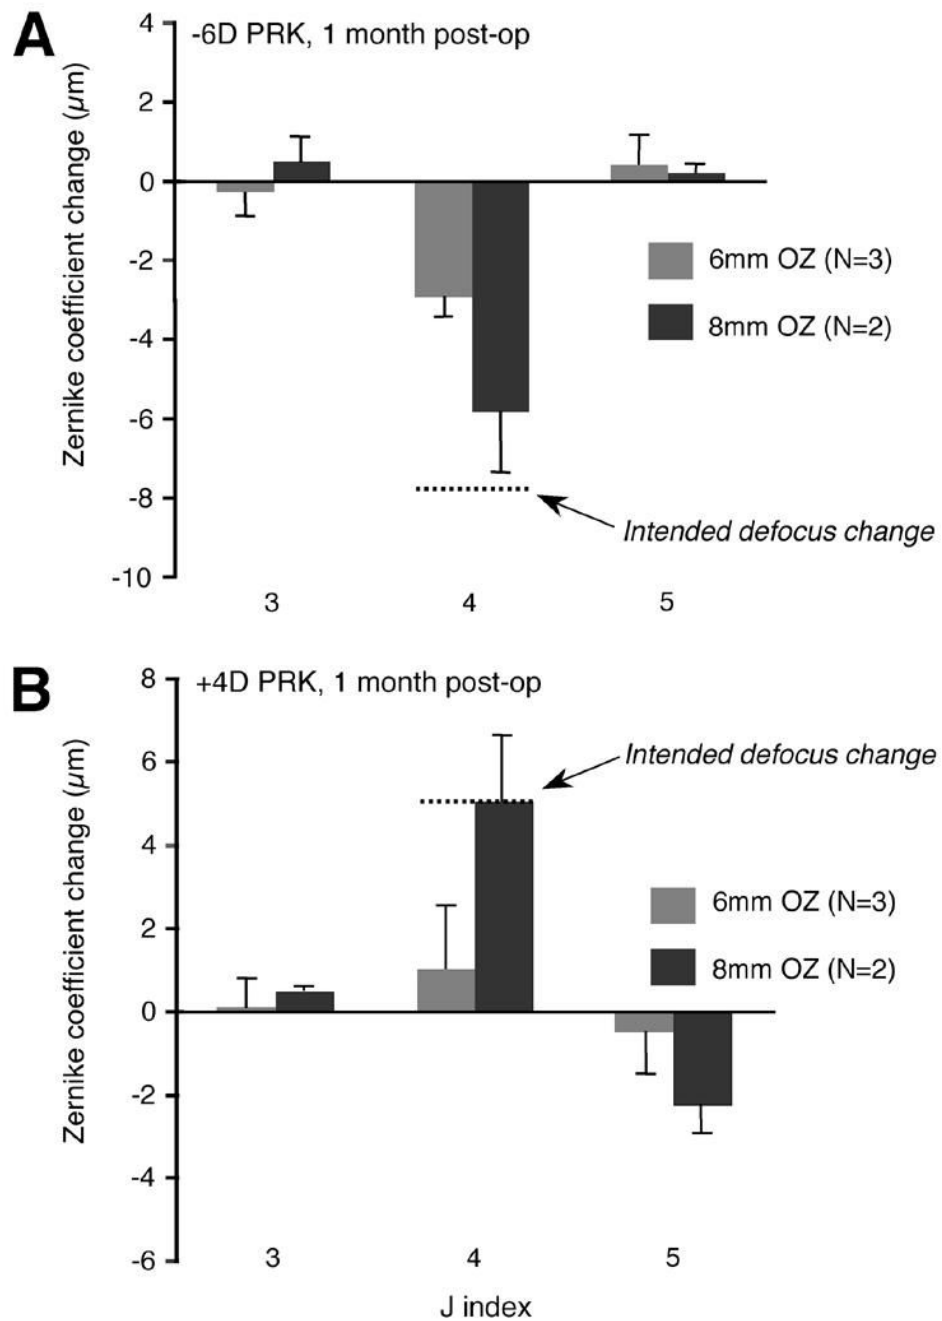 A
-6D PRK, 1 month post-op
Zernike coefficient change (µm)
4
2
0
-2
-4
-6
-8
-10
6mm OZ (N=3)
8mm OZ (N=2)
Intended defocus change
3 4 5
B
+4D PRK, 1 month post-op
Zernike coefficient change (µm)
8
6
4
2
0
-2
-4
-6
Intended defocus change
6mm OZ (N=3)
8mm OZ (N=2)
3 4 5
J index